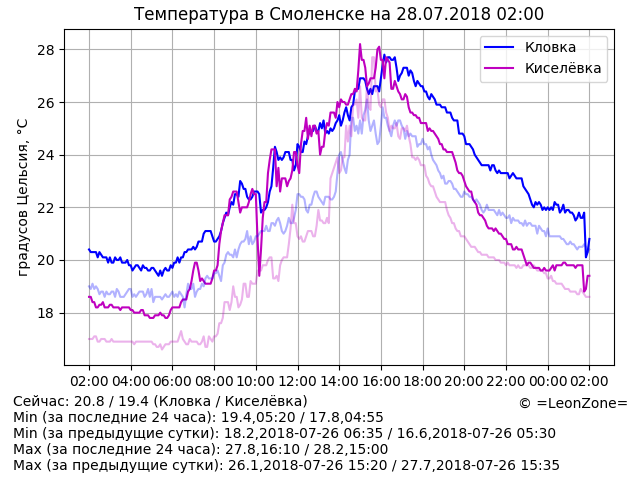 Температура в Смоленске на 28.07.2018 02:00
градусов Цельсия, °C
28
26
24
22
20
18
Кловка
Киселёвка
02:00 04:00 06:00 08:00 10:00 12:00 14:00 16:00 18:00 20:00 22:00 00:00 02:00
Сейчас: 20.8 / 19.4 (Кловка / Киселёвка)
© =LeonZone=
Min (за последние 24 часа): 19.4,05:20 / 17.8,04:55
Min (за предыдущие сутки): 18.2,2018-07-26 06:35 / 16.6,2018-07-26 05:30
Max (за последние 24 часа): 27.8,16:10 / 28.2,15:00
Max (за предыдущие сутки): 26.1,2018-07-26 15:20 / 27.7,2018-07-26 15:35